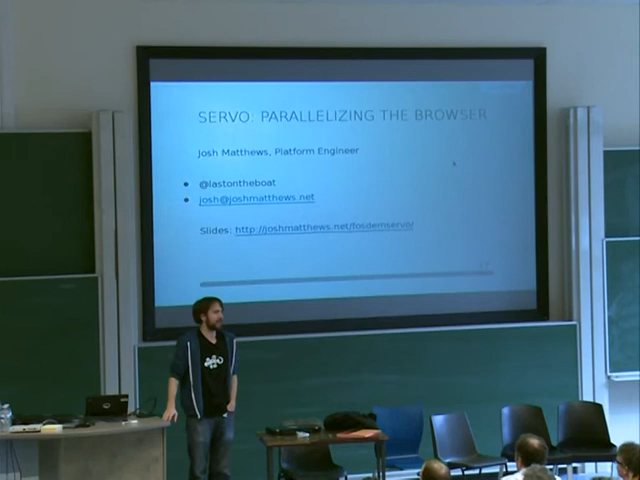 SERVO: PARALLELIZING THE BROWSER
Josh Matthews, Platform Engineer
@lastontheboat
josh@joshmatthews.net
Slides: http://joshmatthews.net/fosdemservo/